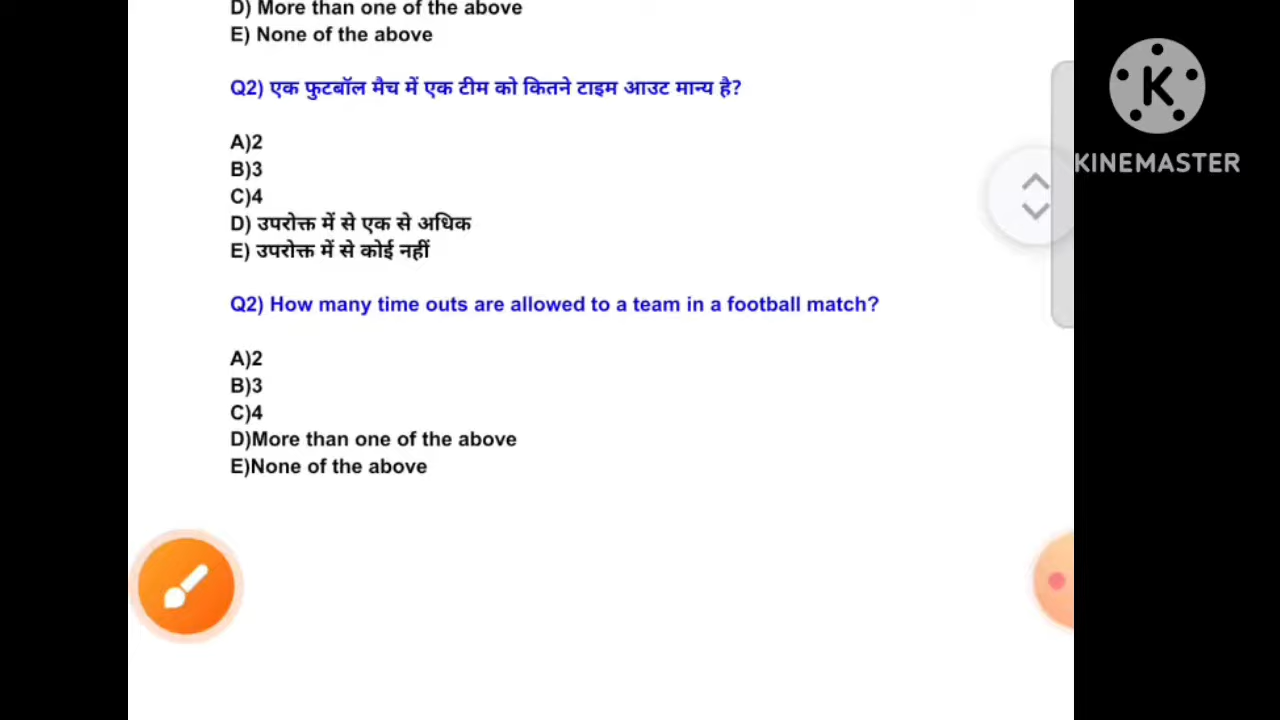 D) More than one of the above
E) None of the above
Q2) एक फुटबॉल मैच में एक टीम को कितने टाइम आउट मान्य है?
A)2
B)3
C)4
D) उपरोक्त में से एक से अधिक
E) उपरोक्त में से कोई नहीं
Q2) How many time outs are allowed to a team in a football match?
A)2
B)3
C)4
D)More than one of the above
E)None of the above
K
KINEMASTER